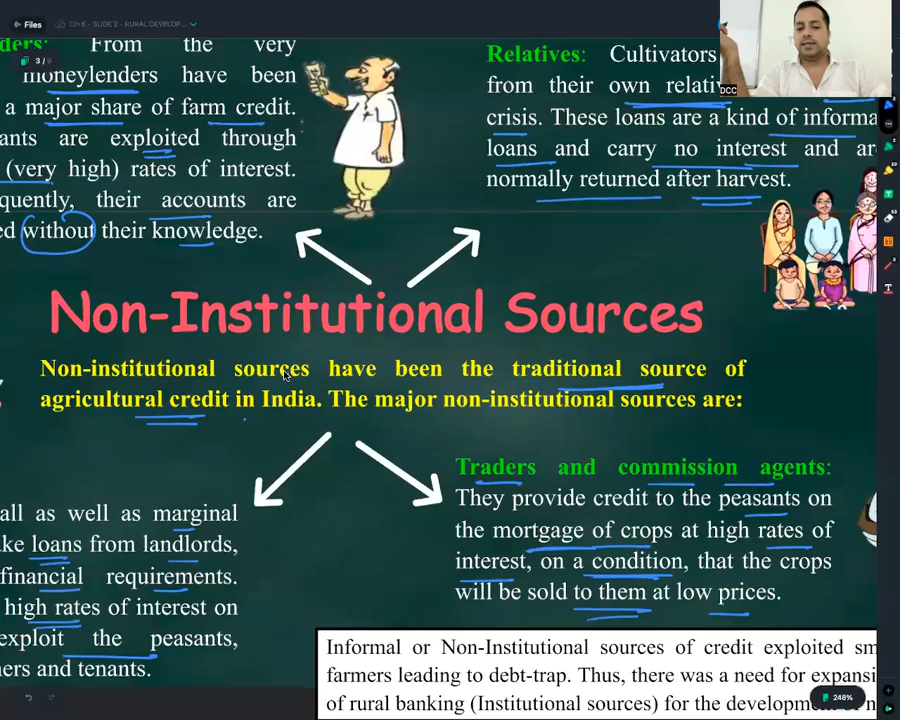 Files
CH 6 - SLIDE 2 - RURAL DEVELOP...
3 /
ders: From the very
moneylenders have been
a major share of farm credit.
ants are exploited through
(very high) rates of interest.
quently, their accounts are
ed without their knowledge.
Relatives: Cultivators
from their own relativ
crisis. These loans are a kind of informa
loans and carry no interest and ar
normally returned after harvest.
DCC
Non-Institutional Sources
Non-institutional sources have been the traditional source of
agricultural credit in India. The major non-institutional sources are:
all as well as marginal
ke loans from landlords,
financial requirements.
high rates of interest on
exploit the peasants,
ners and tenants.
Traders and commission agents:
They provide credit to the peasants on
the mortgage of crops at high rates of
interest, on a condition, that the crops
will be sold to them at low prices.
Informal or Non-Institutional sources of credit exploited sm
farmers leading to debt-trap. Thus, there was a need for expansi
of rural banking (Institutional sources) for the developm
248%